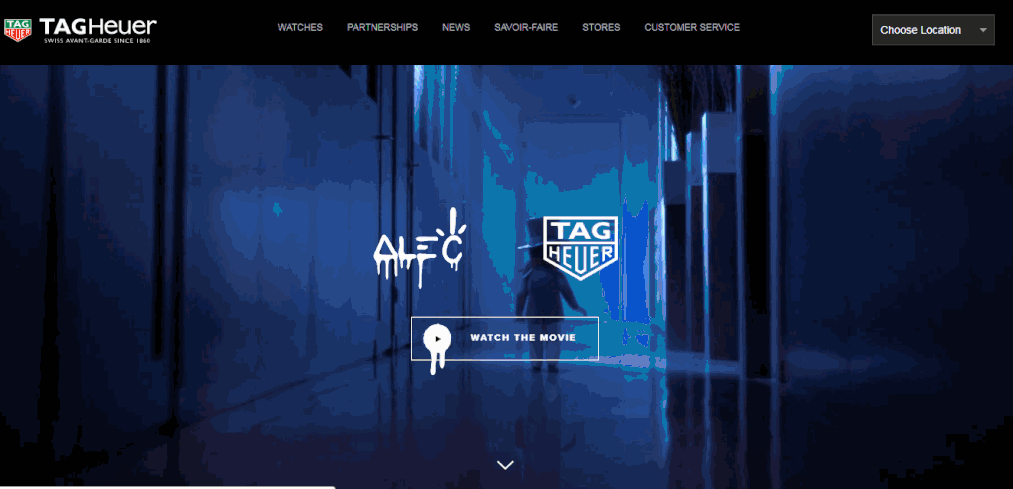 TAG
HEUER
TAGHeuer
SWISS AVANT-GARDE SINCE 1860
WATCHES
PARTNERSHIPS
NEWS
SAVOIR-FAIRE
STORES
CUSTOMER SERVICE
Choose Location
ALEC
TAG
HEUER
WATCH THE MOVIE